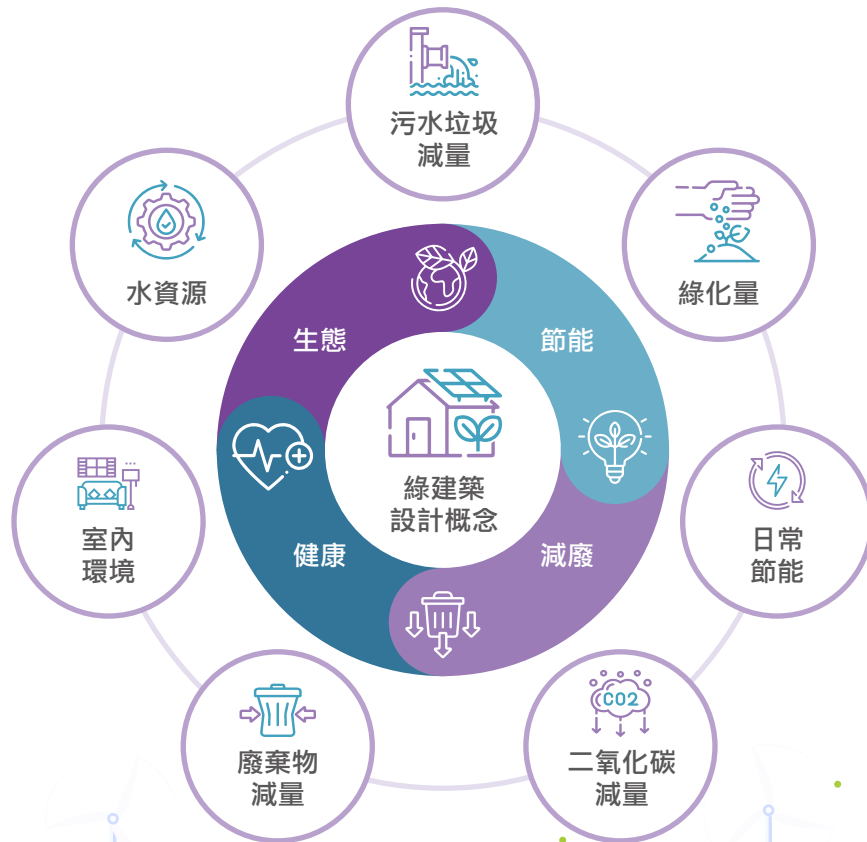 污水垃圾
減量
水資源
綠化量
生態
節能
綠建築
設計概念
室內
環境
日常
節能
健康
減廢
廢棄物
減量
CO2
二氧化碳
減量